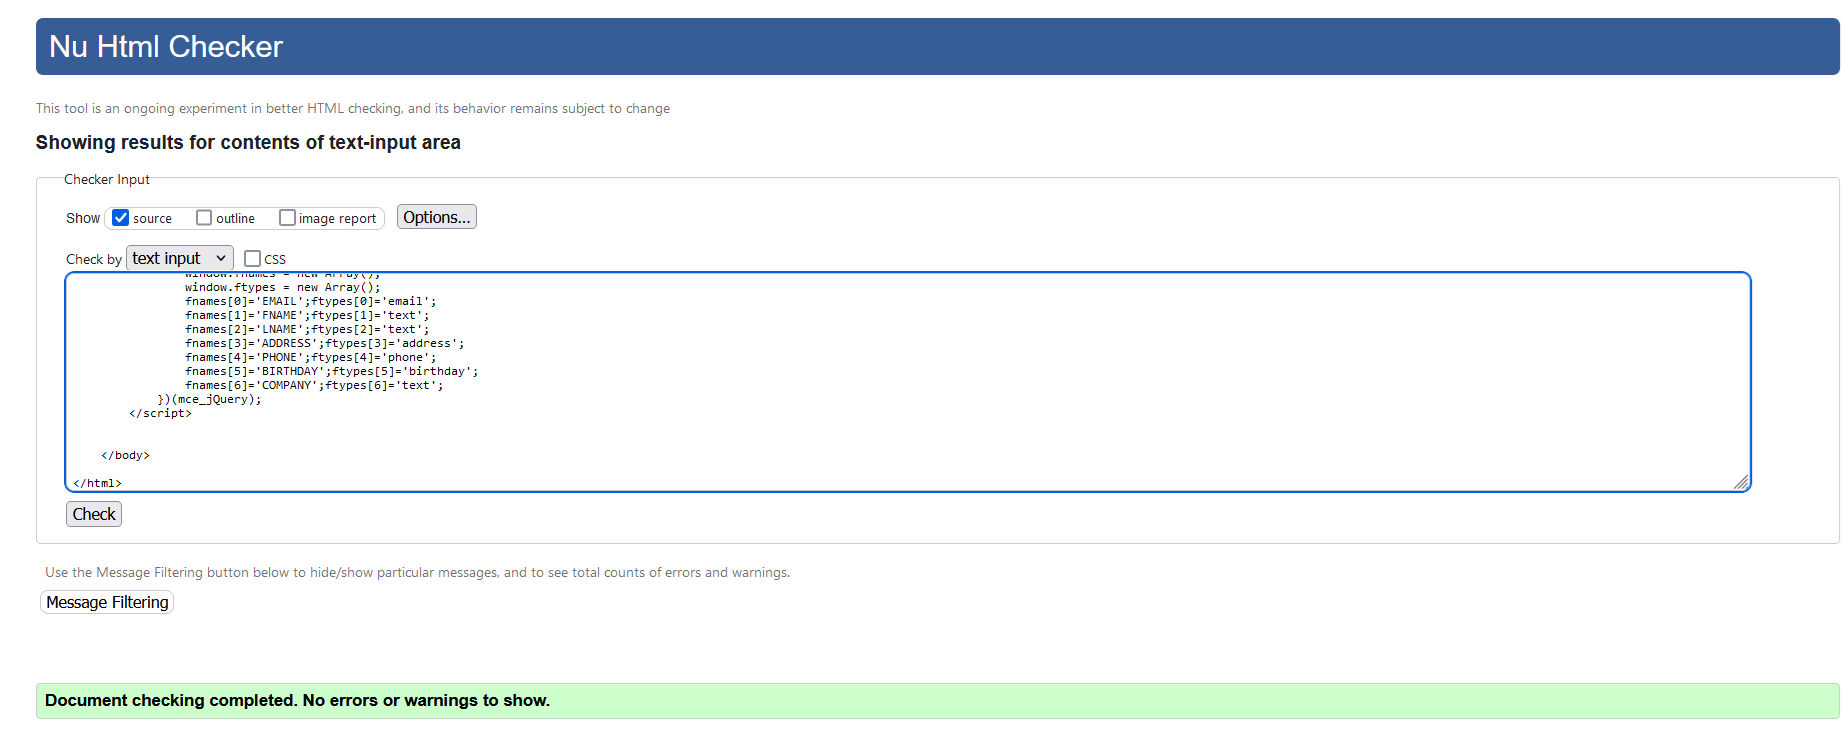 Nu Html Checker
This tool is an ongoing experiment in better HTML checking, and its behavior remains subject to change
Showing results for contents of text-input area
Checker Input
Show source outline image report Options...
Check by text input CSS
window.fnames = new Array();
window.ftypes = new Array();
fnames[0]='EMAIL';ftypes[0]='email';
fnames[1]='FNAME';ftypes[1]='text';
fnames[2]='LNAME';ftypes[2]='text';
fnames[3]='ADDRESS';ftypes[3]='address';
fnames[4]='PHONE';ftypes[4]='phone';
fnames[5]='BIRTHDAY';ftypes[5]='birthday';
fnames[6]='COMPANY';ftypes[6]='text';
})(mce_jQuery);
</script>
</body>
</html>
Check
Use the Message Filtering button below to hide/show particular messages, and to see total counts of errors and warnings.
Message Filtering
Document checking completed. No errors or warnings to show.